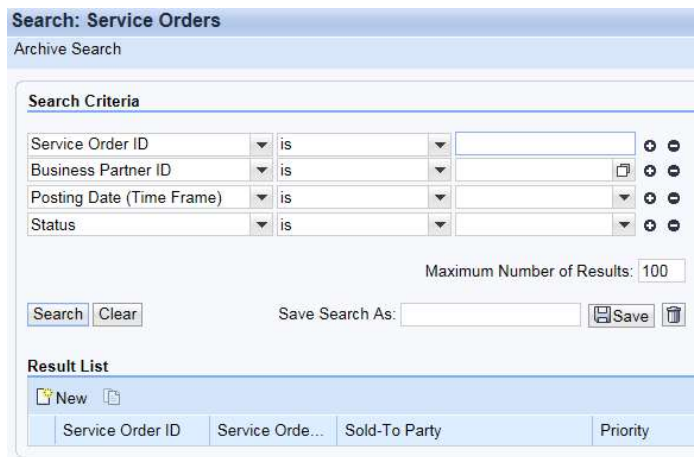 Search: Service Orders
Archive Search
Search Criteria
Service Order ID is
Business Partner ID is
Posting Date (Time Frame) is
Status is
Maximum Number of Results: 100
Search Clear Save Search As: Save
Result List
New
Service Order ID Service Orde... Sold-To Party Priority